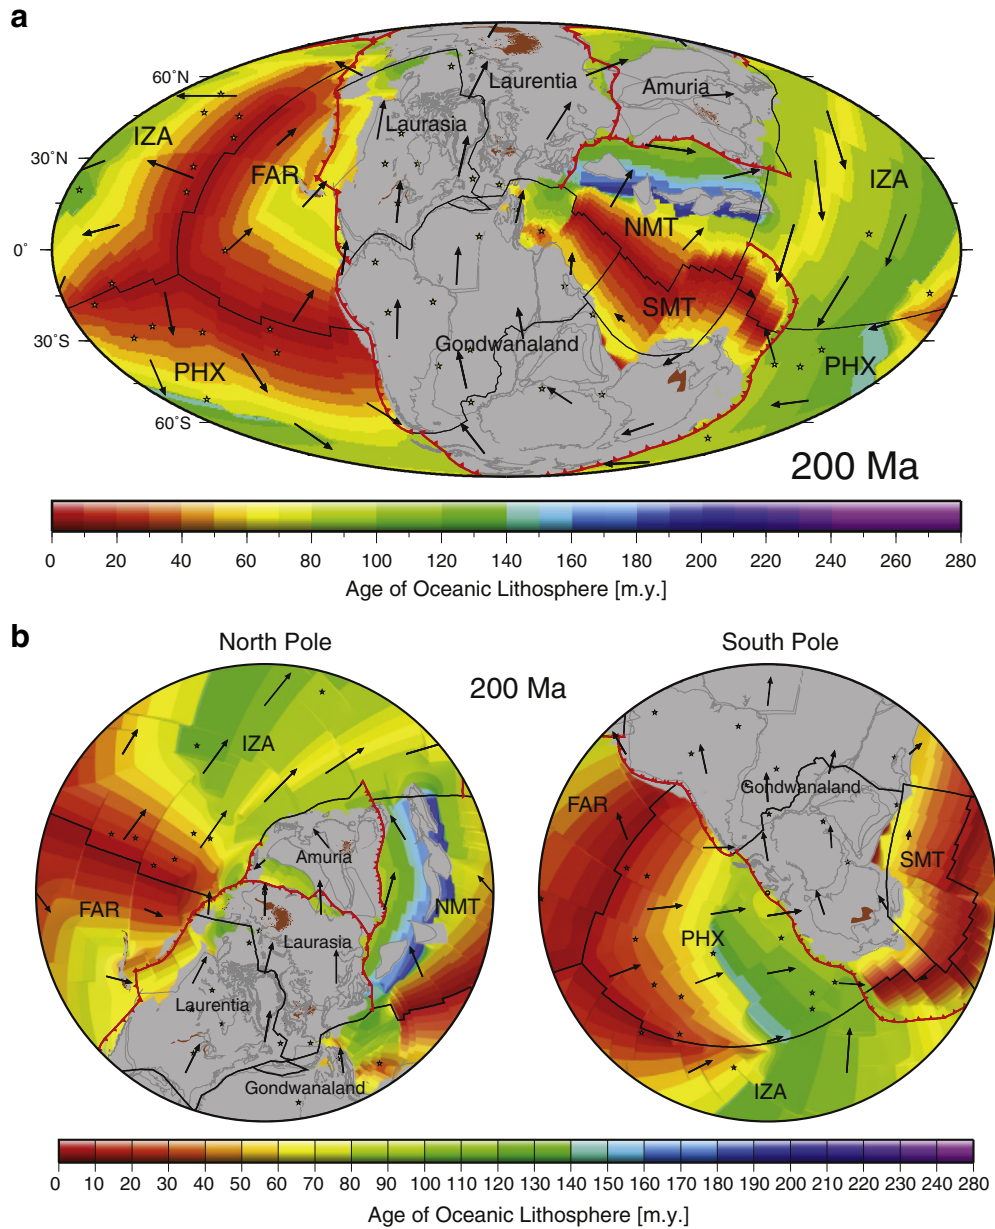 a
60˚N
30˚N
0˚
30˚S
60˚S
IZA
FAR
PHX
Laurasia
Laurentia
Amuria
IZA
NMT
SMT
Gondwanaland
PHX
200 Ma
0 20 40 60 80 100 120 140 160 180 200 220 240 260 280
Age of Oceanic Lithosphere [m.y.]
b
North Pole
South Pole
200 Ma
IZA
Amuria
FAR
NMT
Laurasia
Laurentia
Gondwanaland
Gondwanaland
FAR
SMT
PHX
IZA
0 10 20 30 40 50 60 70 80 90 100 110 120 130 140 150 160 170 180 190 200 210 220 230 240 250 260 280
Age of Oceanic Lithosphere [m.y.]